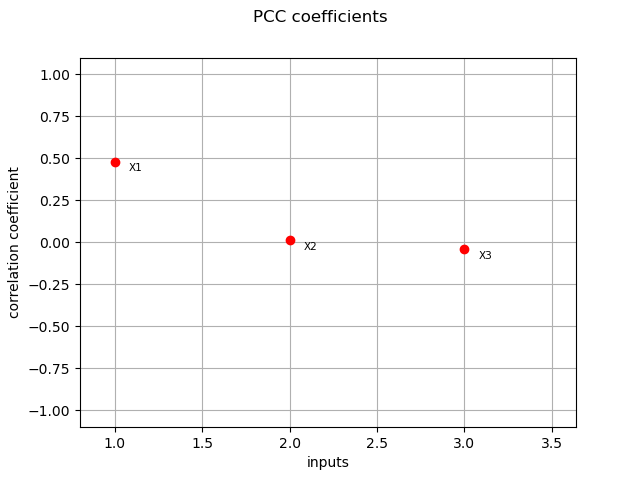 PCC coefficients
1.00
0.75
0.50
0.25
0.00
−0.25
−0.50
−0.75
−1.00
correlation coefficient
X1
X2
X3
1.0 1.5 2.0 2.5 3.0 3.5
inputs